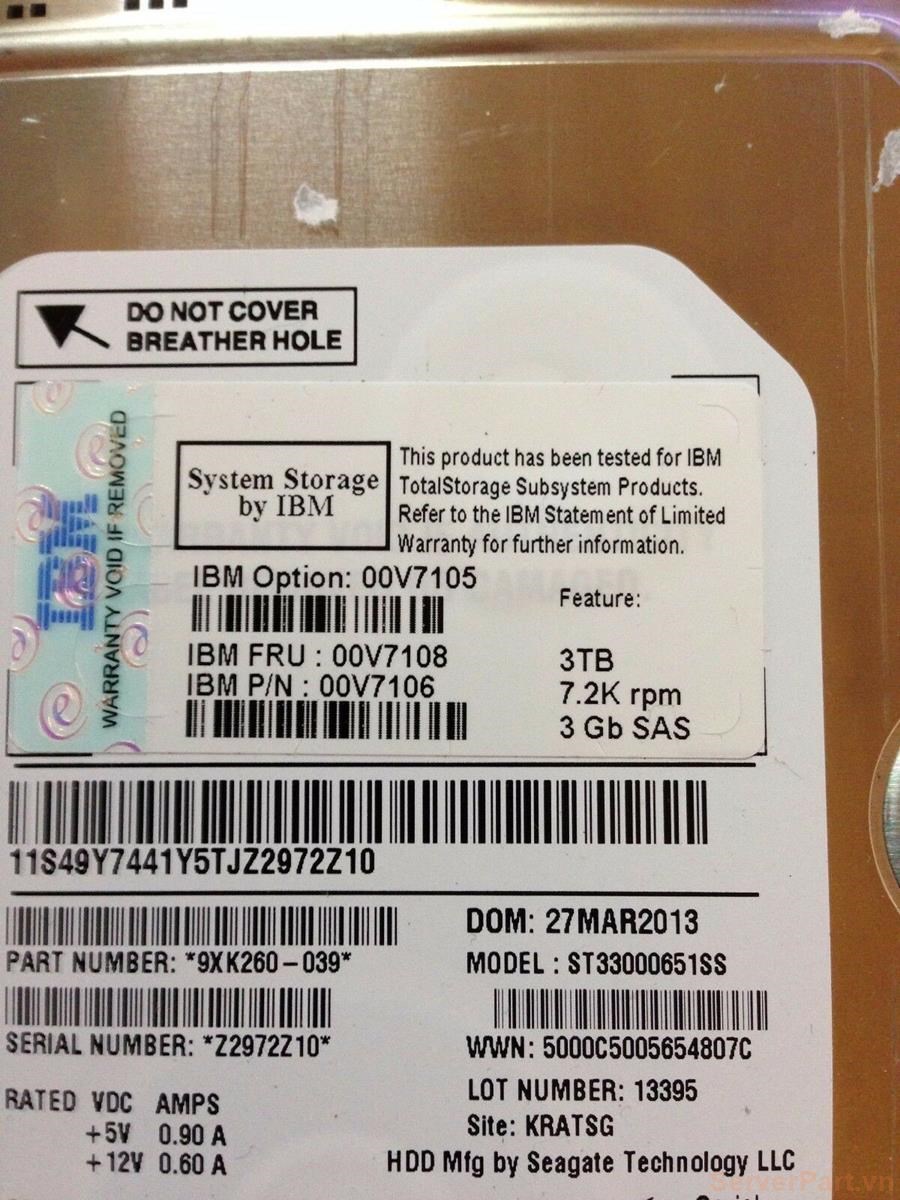 DO NOT COVER
BREATHER HOLE
IBM
WARRANTY VOID IF REMOVED
System Storage
by IBM
This product has been tested for IBM
TotalStorage Subsystem Products.
Refer to the IBM Statement of Limited
Warranty for further information.
IBM Option: 00V7105
Feature:
IBM FRU : 00V7108
IBM P/N : 00V7106
3TB
7.2K rpm
3 Gb SAS
11S49Y7441Y5TJZ2972Z10
PART NUMBER: *9XK260-039*
SERIAL NUMBER: *Z2972Z10*
RATED VDC AMPS
+5V 0.90 A
+12V 0.60 A
DOM: 27MAR2013
MODEL : ST33000651SS
WWN: 5000C5005654807C
LOT NUMBER: 13395
Site: KRATSG
HDD Mfg by Seagate Technology LLC
ServerPart.vn